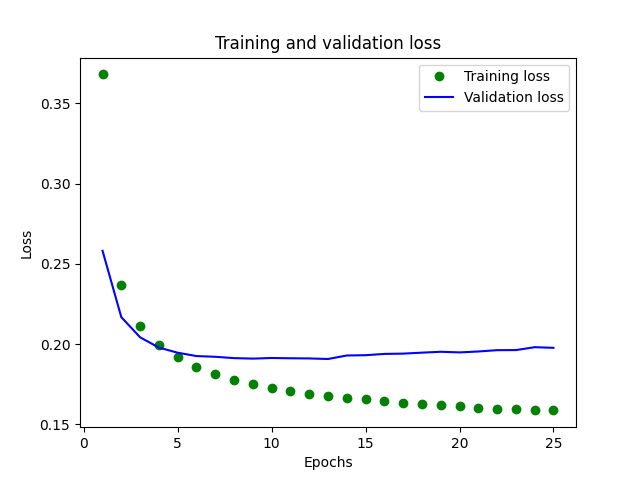 Training and validation loss
Training loss
Validation loss
Loss
0.35
0.30
0.25
0.20
0.15
0
5
10
15
20
25
Epochs